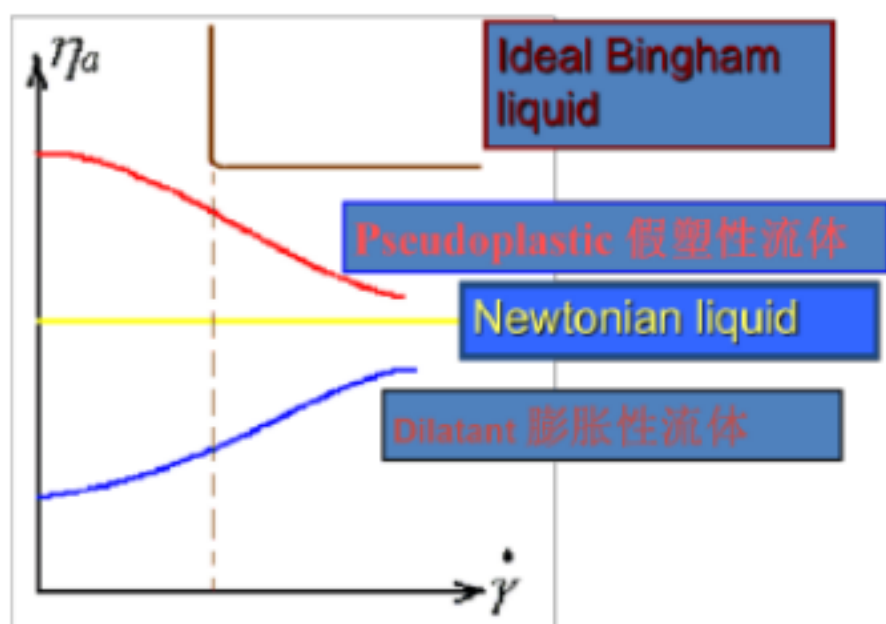 ηa
Ideal Bingham
liquid
Pseudoplastic 假塑性流体
Newtonian liquid
Dilatant 膨胀性流体
γ̇